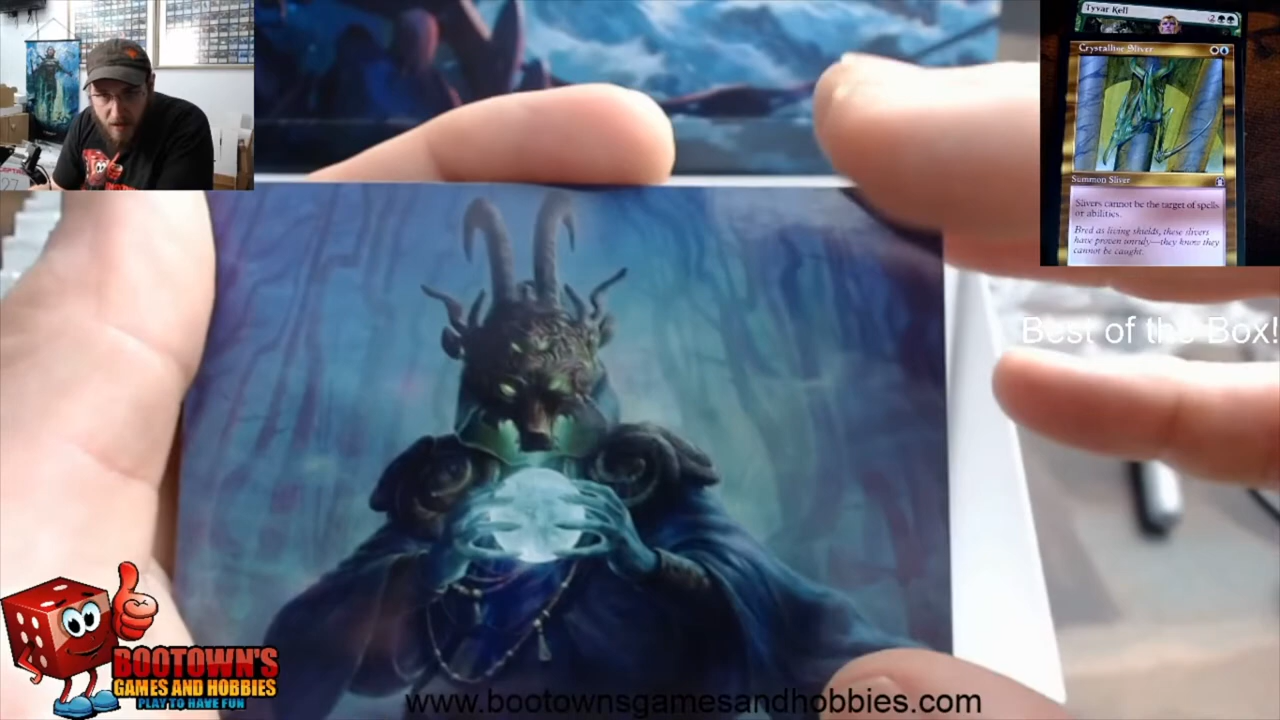 Tyvar Kell
Crystalline Sliver
Summon Sliver
Slivers cannot be the target of spells
or abilities.
Bred as living shields, these slivers
have proven unruly—they know they
cannot be caught.
Best of the Box!
27
BOOTOWN'S
GAMES AND HOBBIES
PLAY TO HAVE FUN
www.bootownsgamesandhobbies.com